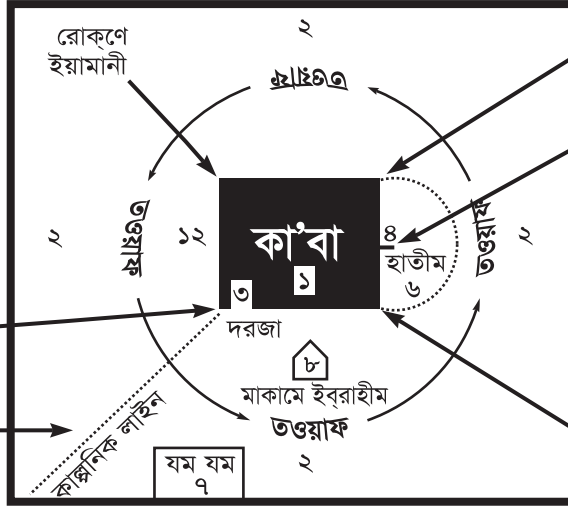 রোক্‌ণে
ইয়ামানী
২
তওয়াফ
২
তওয়াফ
১২
কা’বা
৪
হাতীম
৬
তওয়াফ
২
৩
১
দরজা
৮
মাকামে ইব্‌রাহীম
তওয়াফ
২
কাল্পনিক লাইন
যম যম
৭